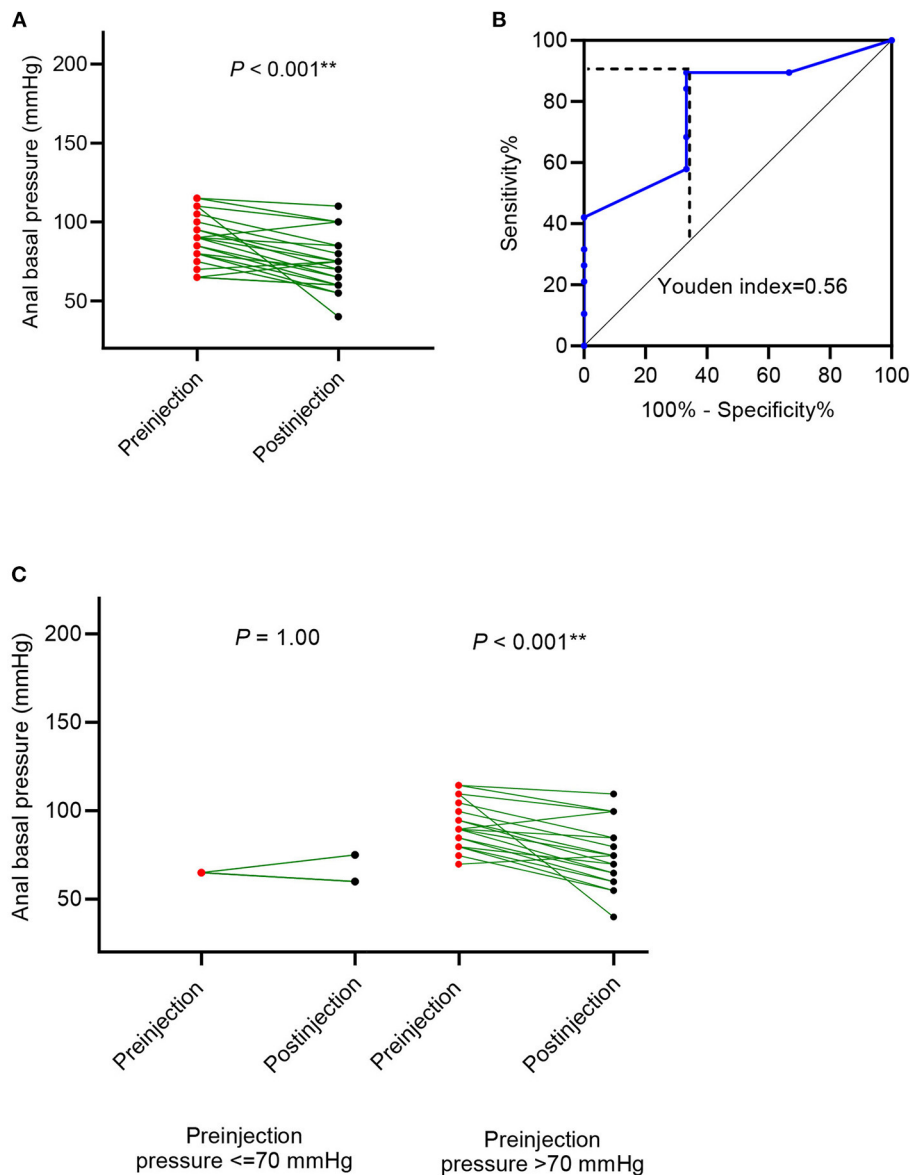 A
Anal basal pressure (mmHg)
200
150
100
50
P < 0.001**
Preinjection
Postinjection
B
Sensitivity%
100
80
60
40
20
0
Youden index=0.56
0 20 40 60 80 100
100% - Specificity%
C
Anal basal pressure (mmHg)
200
150
100
50
P = 1.00
P < 0.001**
Preinjection
Postinjection
Preinjection
Postinjection
Preinjection
pressure <=70 mmHg
Preinjection
pressure >70 mmHg